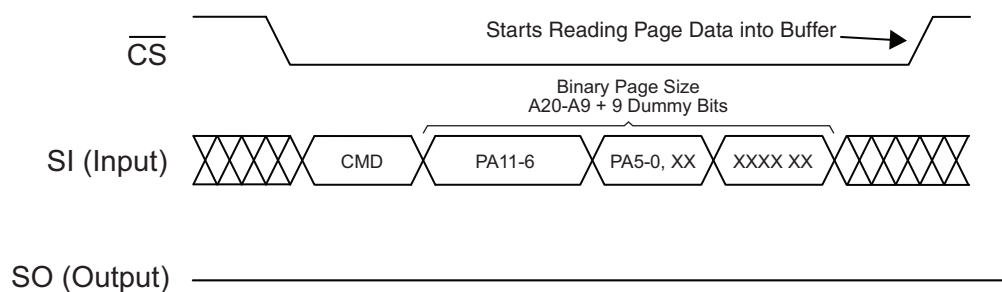 Starts Reading Page Data into Buffer
CS
Binary Page Size
A20-A9 + 9 Dummy Bits
SI (Input)
CMD
PA11-6
PA5-0, XX
XXXX XX
SO (Output)